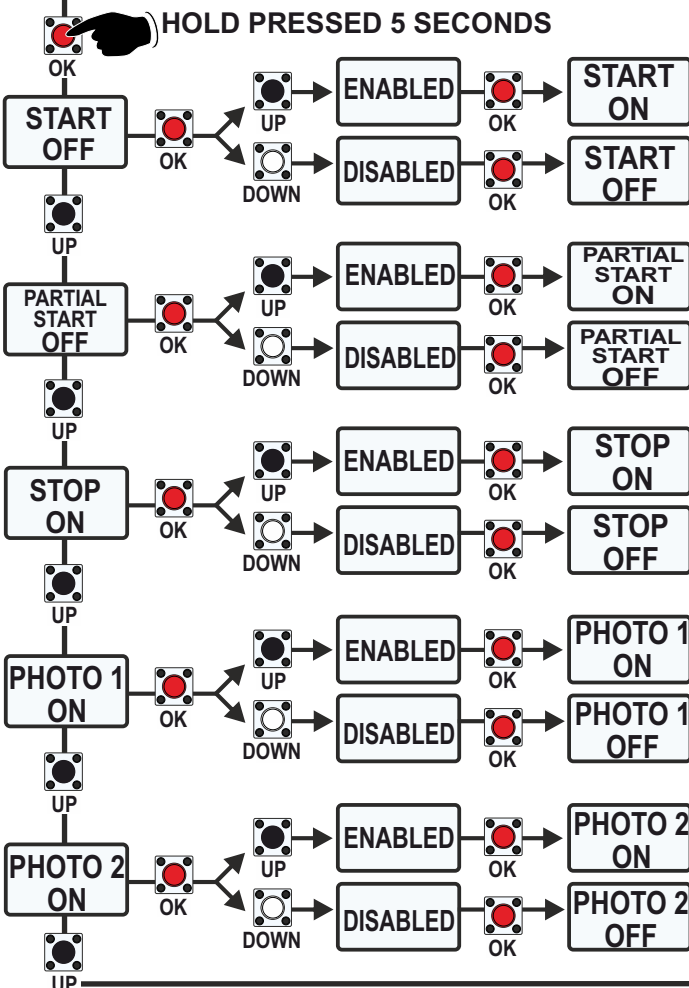 HOLD PRESSED 5 SECONDS
OK
START
OFF
OK
UP
ENABLED
OK
START
ON
DOWN
DISABLED
OK
START
OFF
UP
PARTIAL
START
OFF
OK
UP
ENABLED
OK
PARTIAL
START
ON
DOWN
DISABLED
OK
PARTIAL
START
OFF
UP
STOP
ON
OK
UP
ENABLED
OK
STOP
ON
DOWN
DISABLED
OK
STOP
OFF
UP
PHOTO 1
ON
OK
UP
ENABLED
OK
PHOTO 1
ON
DOWN
DISABLED
OK
PHOTO 1
OFF
UP
PHOTO 2
ON
OK
UP
ENABLED
OK
PHOTO 2
ON
DOWN
DISABLED
OK
PHOTO 2
OFF
UP